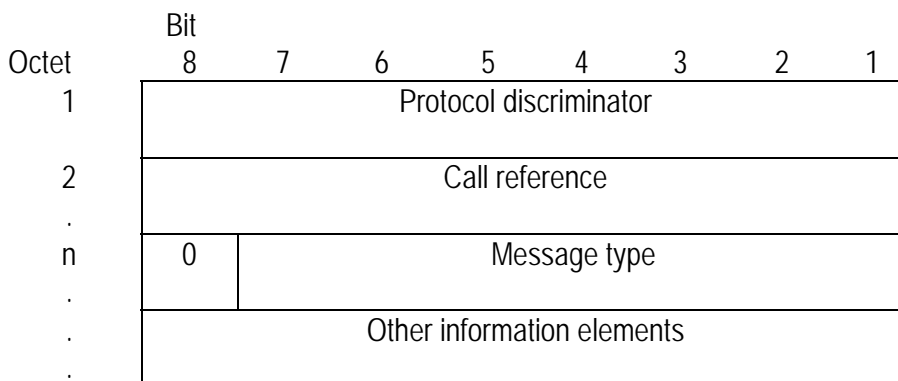 Bit
Octet 8 7 6 5 4 3 2 1
1 Protocol discriminator
2 Call reference
.
n 0 Message type
.
. Other information elements
.